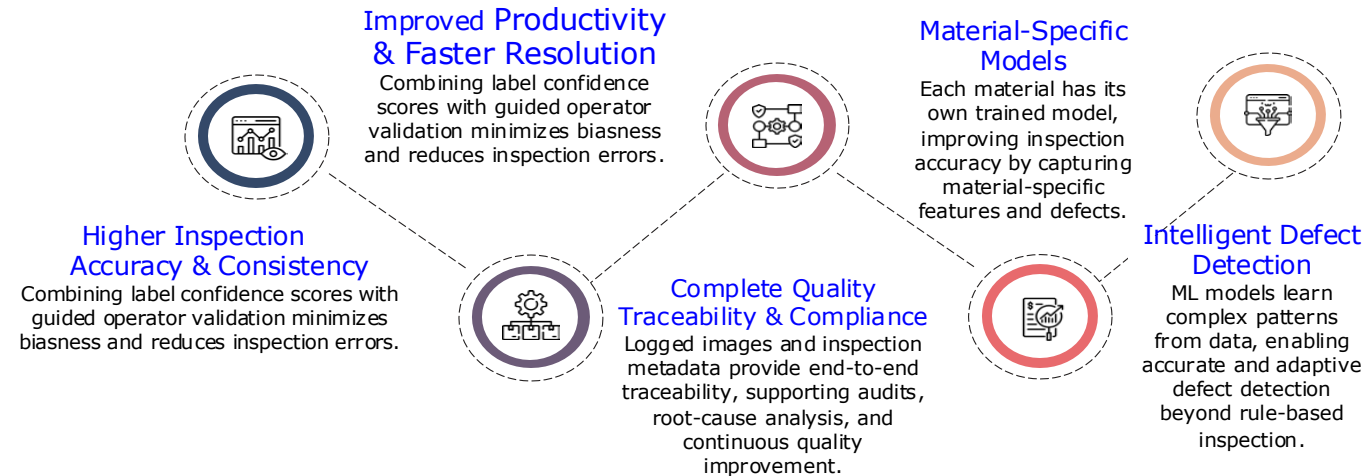 Improved Productivity
& Faster Resolution
Combining label confidence
scores with guided operator
validation minimizes biasness
and reduces inspection errors.
Material-Specific
Models
Each material has its
own trained model,
improving inspection
accuracy by capturing
material-specific
features and defects.
Higher Inspection
Accuracy & Consistency
Combining label confidence scores with
guided operator validation minimizes
biasness and reduces inspection errors.
Complete Quality
Traceability & Compliance
Logged images and inspection
metadata provide end-to-end
traceability, supporting audits,
root-cause analysis, and
continuous quality
improvement.
Intelligent Defect
Detection
ML models learn
complex patterns
from data, enabling
accurate and adaptive
defect detection
beyond rule-based
inspection.